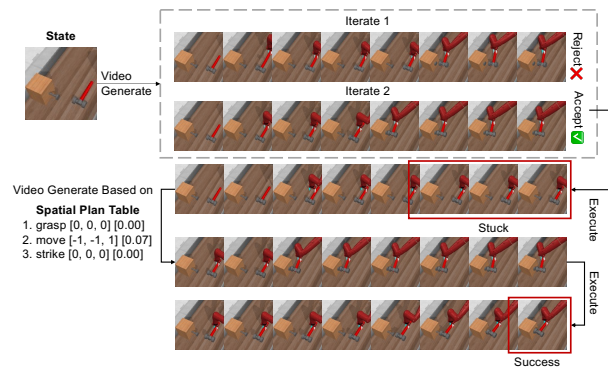 Iterate 1
State
Video
Generate
Reject
Iterate 2
Accept
Video Generate Based on
Spatial Plan Table
1. grasp [0, 0, 0] [0.00]
2. move [-1, -1, 1] [0.07]
3. strike [0, 0, 0] [0.00]
Stuck
Execute
Execute
Success